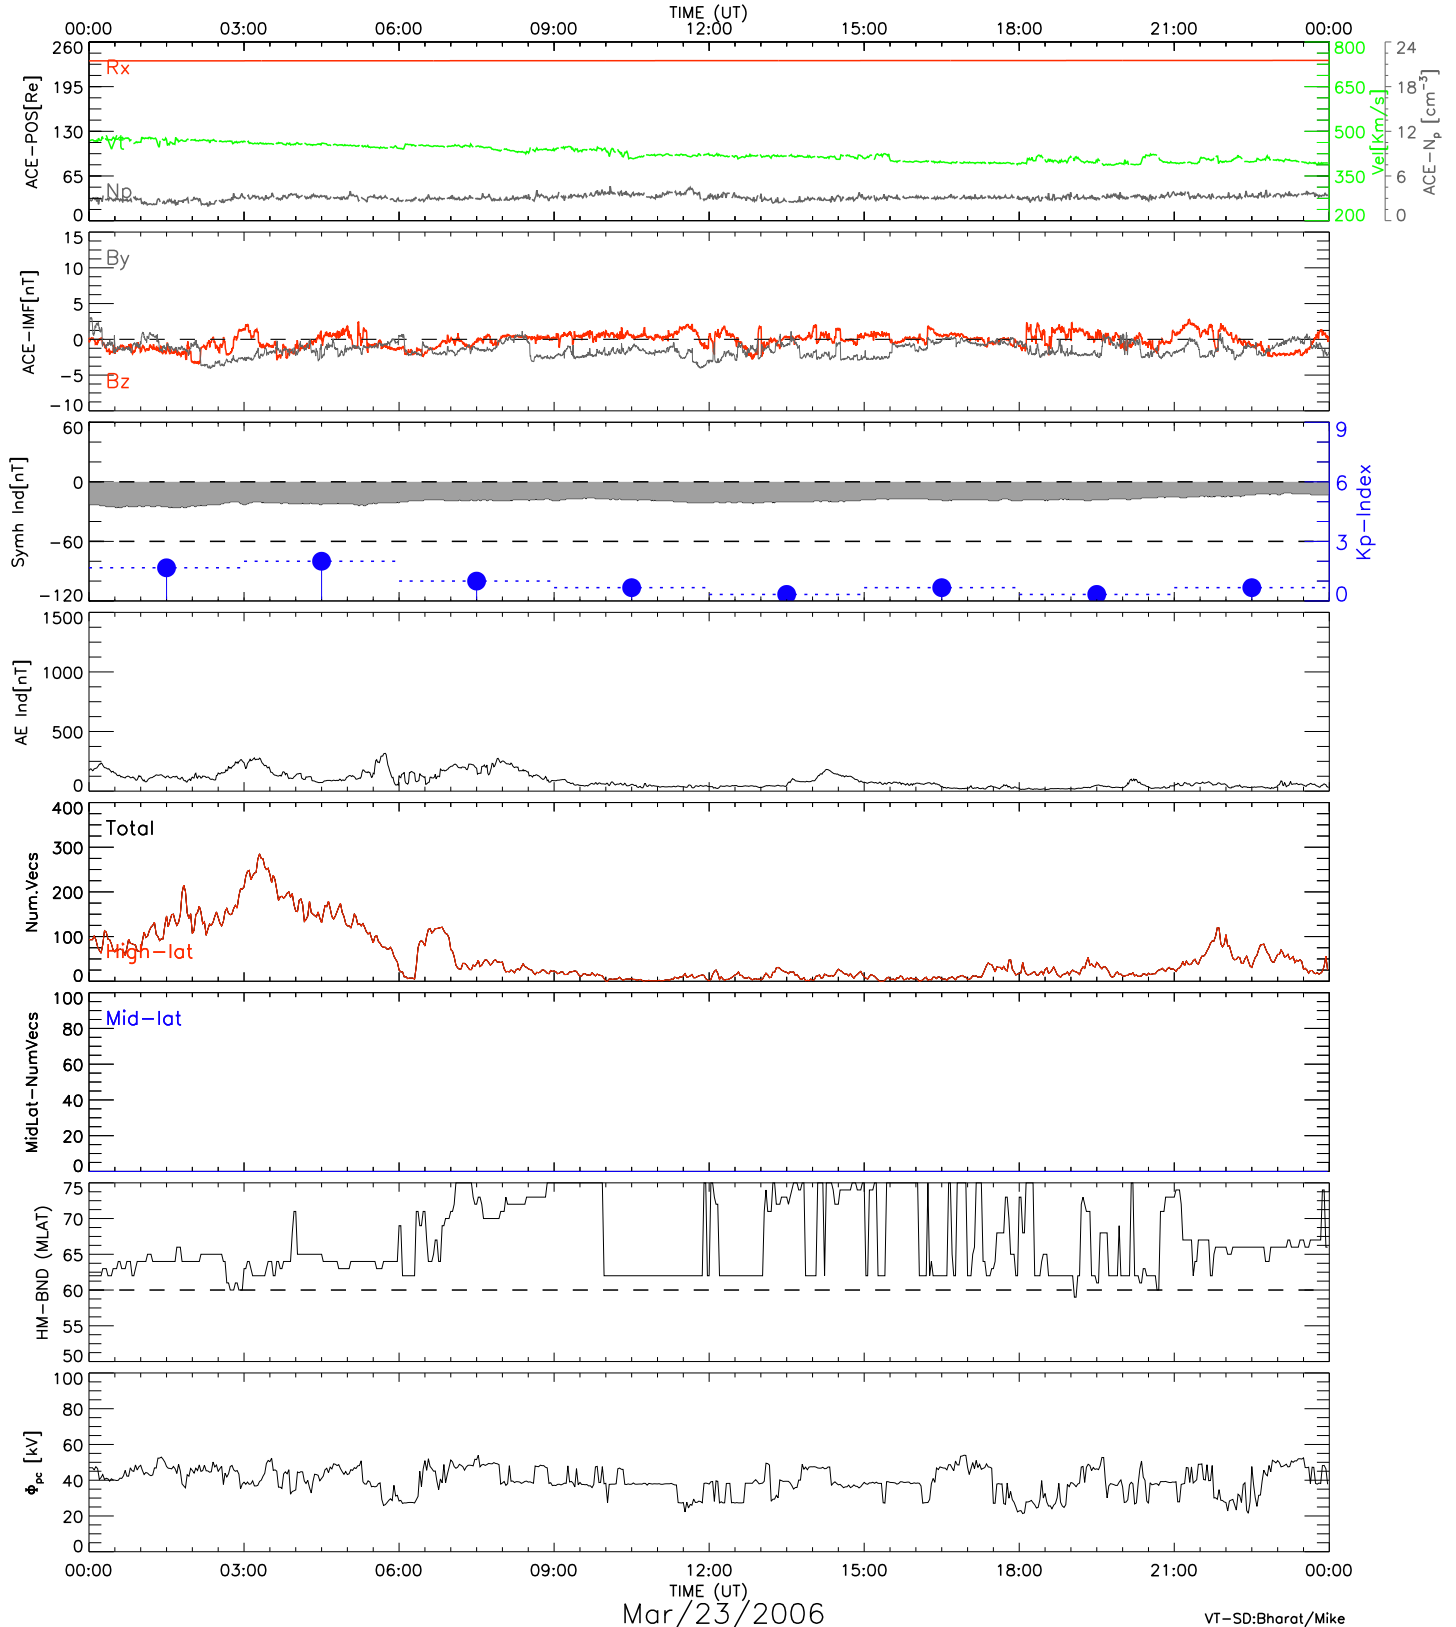 TIME (UT)
00:00 03:00 06:00 09:00 12:00 15:00 18:00 21:00 00:00
ACE-POS[Re]
260
195
130
65
0
Rx
Vt
Np
800
650
500
350
200
Vel[Km/s]
24
18
12
6
0
ACE-Np [cm-3]
ACE-IMF[nT]
15
10
5
0
-5
-10
By
Bz
Symh Ind[nT]
60
0
-60
-120
9
6
3
0
Kp-Index
AE Ind[nT]
1500
1000
500
0
Num.Vecs
400
300
200
100
0
Total
High-lat
MidLat-NumVecs
100
80
60
40
20
0
Mid-lat
HM-BND (MLAT)
75
70
65
60
55
50
Φpc [kV]
100
80
60
40
20
0
00:00 03:00 06:00 09:00 12:00 15:00 18:00 21:00 00:00
TIME (UT)
Mar/23/2006
VT-SD:Bharat/Mike